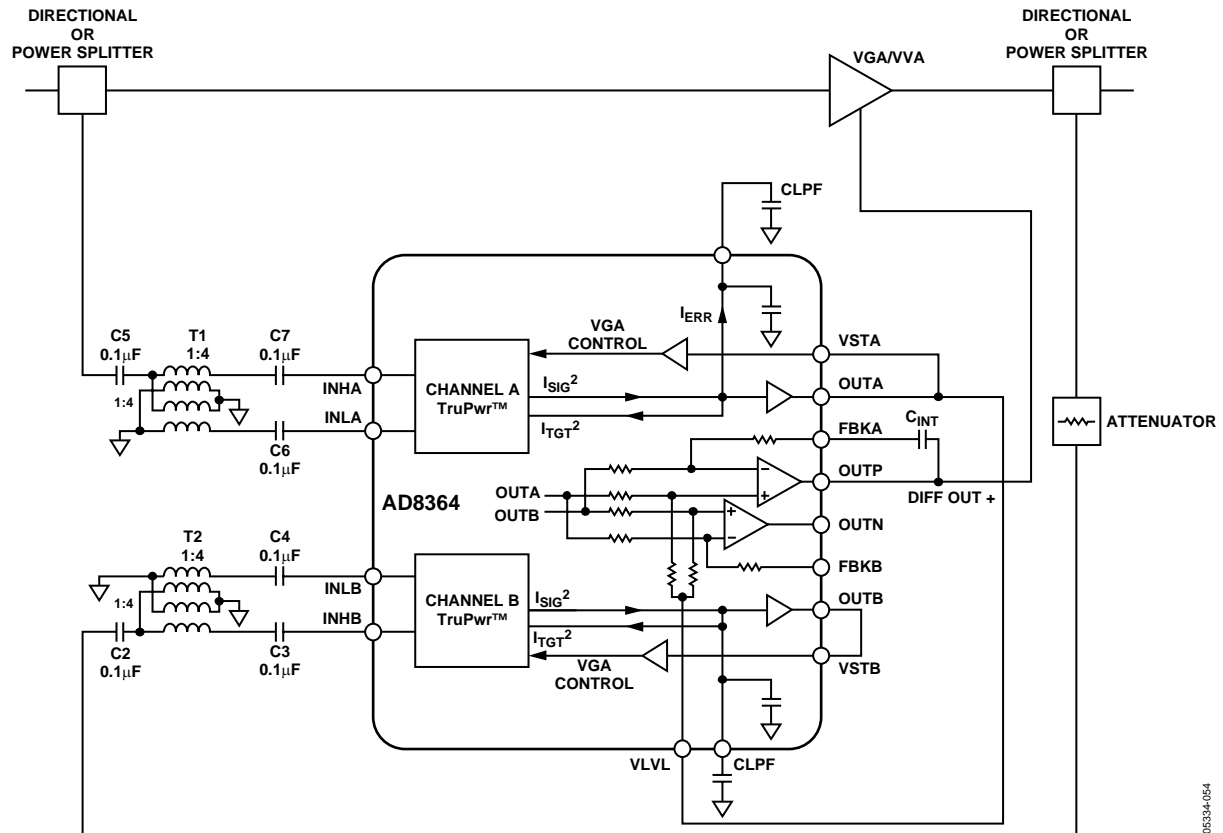 DIRECTIONAL
OR
POWER SPLITTER
DIRECTIONAL
OR
POWER SPLITTER
VGA/VVA
CLPF
C5
0.1μF
T1
1:4
C7
0.1μF
1:4
C6
0.1μF
INHA
INLA
CHANNEL A
TruPwr™
VGA
CONTROL
IERR
ISIG²
ITGT²
VSTA
OUTA
FBKA
CINT
OUTP
DIFF OUT +
ATTENUATOR
AD8364
OUTA
OUTB
−
+
+
−
OUTN
FBKB
T2
1:4
C4
0.1μF
1:4
C2
0.1μF
C3
0.1μF
INLB
INHB
CHANNEL B
TruPwr™
ISIG²
ITGT²
VGA
CONTROL
OUTB
VSTB
VLVL
CLPF
05334-054